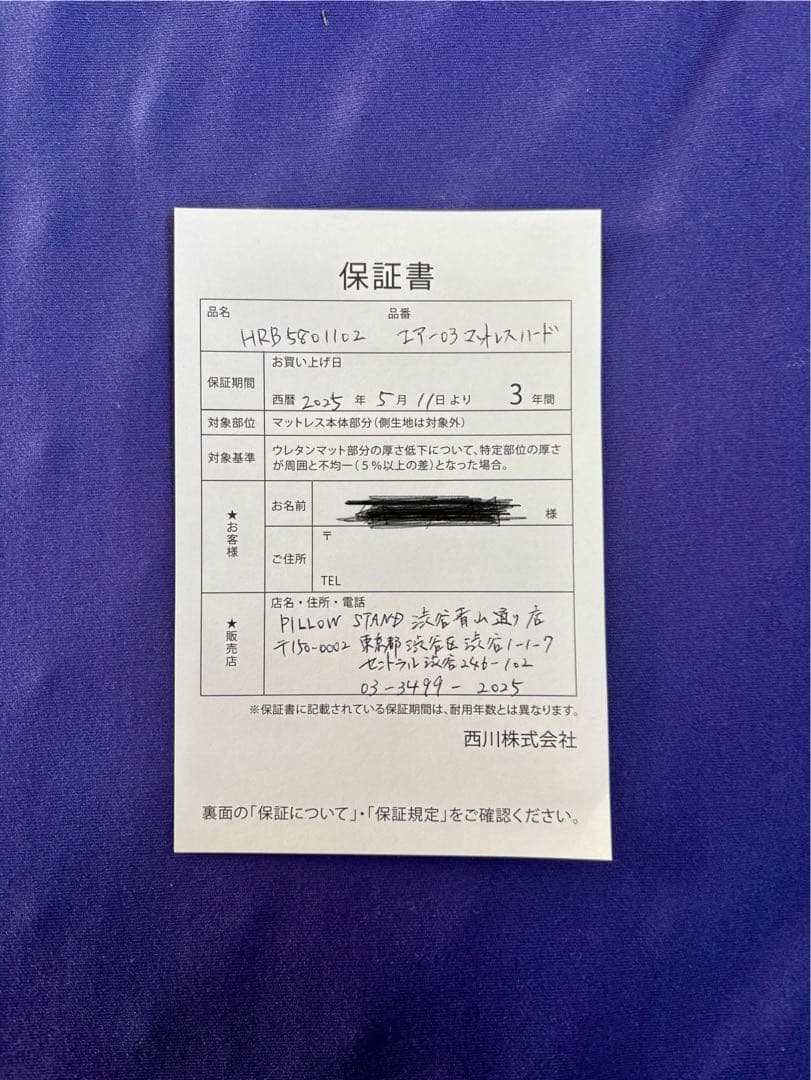 保証書
品名 品番
HRB5801102 エアー03マットレスハード
保証期間
お買い上げ日
西暦 2025 年 5 月 11 日 より 3 年間
対象部位 マットレス本体部分(側生地は対象外)
対象基準
ウレタンマット部分の厚さ低下について、特定部位の厚さ
が周囲と不均一(5%以上の差)となった場合。
★お客様
お名前 様
ご住所 〒
TEL
★販売店
店名・住所・電話
PILLOW STAND 渋谷青山通り店
〒150-0002 東京都渋谷区渋谷1-1-7
セントラル渋谷246-102
03-3499-2025
※保証書に記載されている保証期間は、耐用年数とは異なります。
西川株式会社
裏面の「保証について」・「保証規定」をご確認ください。